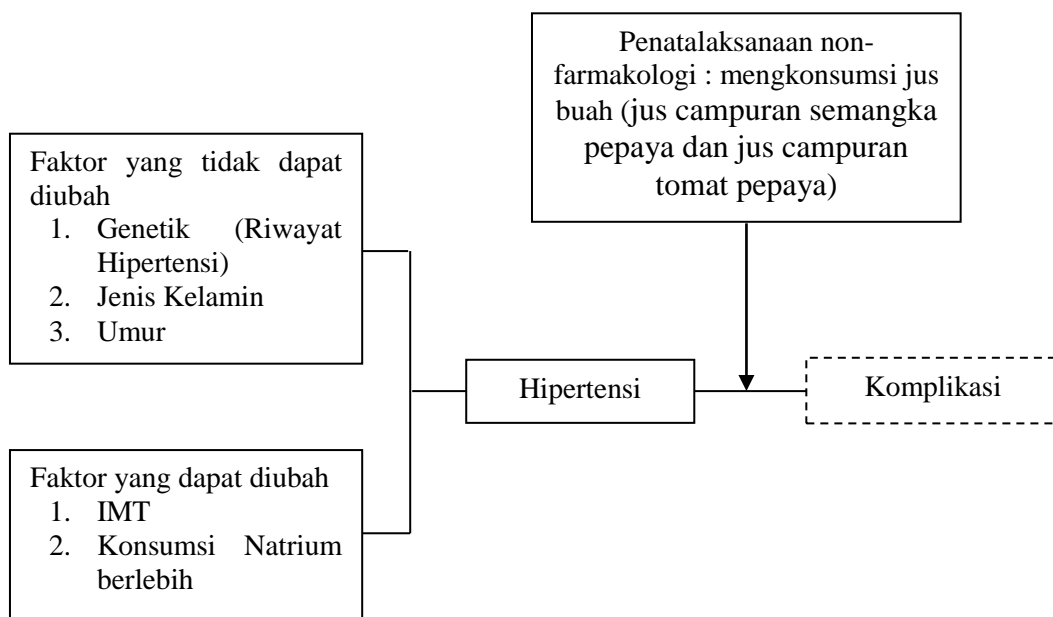 Penatalaksanaan non-
farmakologi : mengkonsumsi jus
buah (jus campuran semangka
pepaya dan jus campuran
tomat pepaya)
Faktor yang tidak dapat
diubah
1. Genetik (Riwayat
Hipertensi)
2. Jenis Kelamin
3. Umur
Hipertensi
Komplikasi
Faktor yang dapat diubah
1. IMT
2. Konsumsi Natrium
berlebih